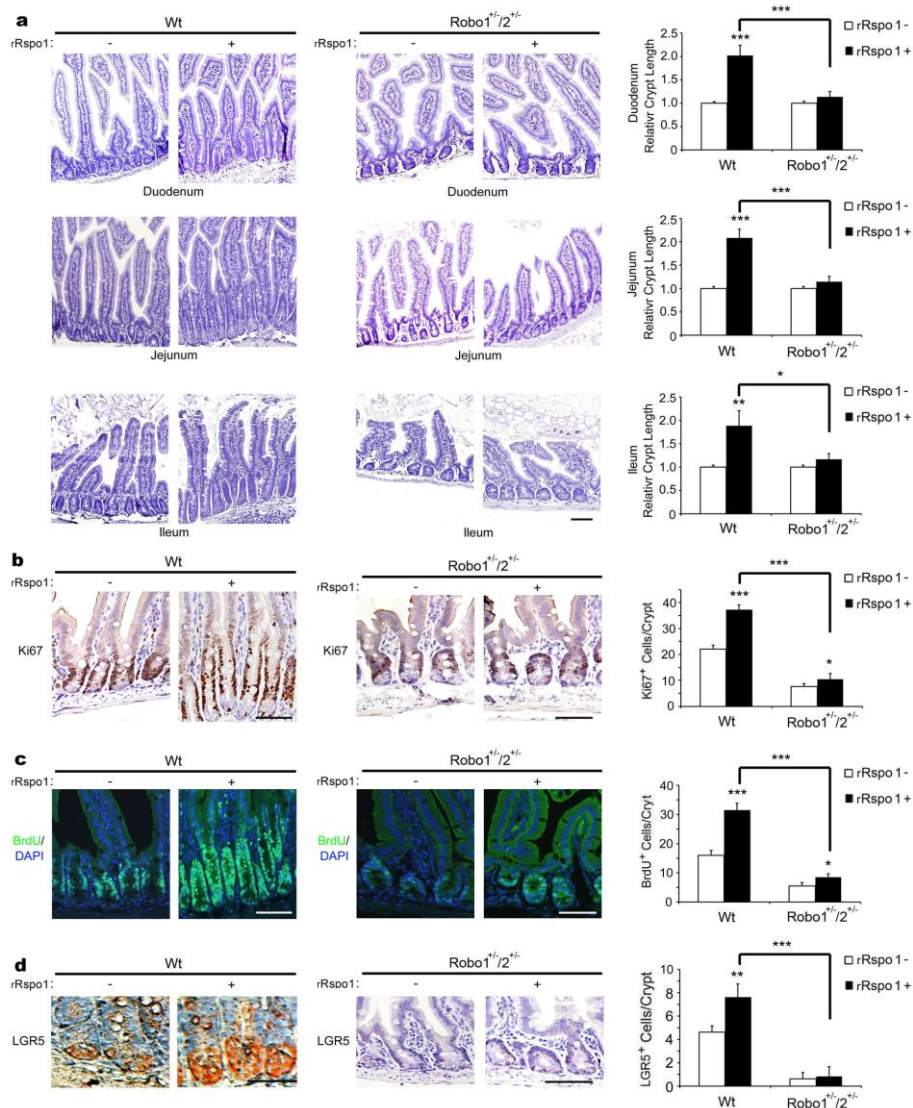 a
Wt
Robo1+/-/2+/-
rRspo1: - +
rRspo1: - +
Duodenum
Duodenum
Jejunum
Jejunum
Ileum
Ileum
Duodenum
Relativr Crypt Length
2.5
2.0
1.5
1.0
0.5
0
***
***
Wt Robo1+/-/2+/-
rRspo1-
rRspo1+
Jejunum
Relativr Crypt Length
2.5
2.0
1.5
1.0
0.5
0
***
***
Wt Robo1+/-/2+/-
rRspo1-
rRspo1+
Ileum
Relativr Crypt Length
2.5
2.0
1.5
1.0
0.5
0
**
*
Wt Robo1+/-/2+/-
rRspo1-
rRspo1+
b
Wt
Robo1+/-/2+/-
rRspo1: - +
rRspo1: - +
Ki67
Ki67
Ki67+ Cells/Crypt
50
40
30
20
10
0
***
***
*
Wt Robo1+/-/2+/-
rRspo1-
rRspo1+
c
Wt
Robo1+/-/2+/-
rRspo1: - +
rRspo1: - +
BrdU/
DAPI
BrdU/
DAPI
BrdU+ Cells/Cryt
40
30
20
10
0
***
***
*
Wt Robo1+/-/2+/-
rRspo1-
rRspo1+
d
Wt
Robo1+/-/2+/-
rRspo1: - +
rRspo1: - +
LGR5
LGR5
LGR5+ Cells/Crypt
10
8
6
4
2
0
**
***
Wt Robo1+/-/2+/-
rRspo1-
rRspo1+